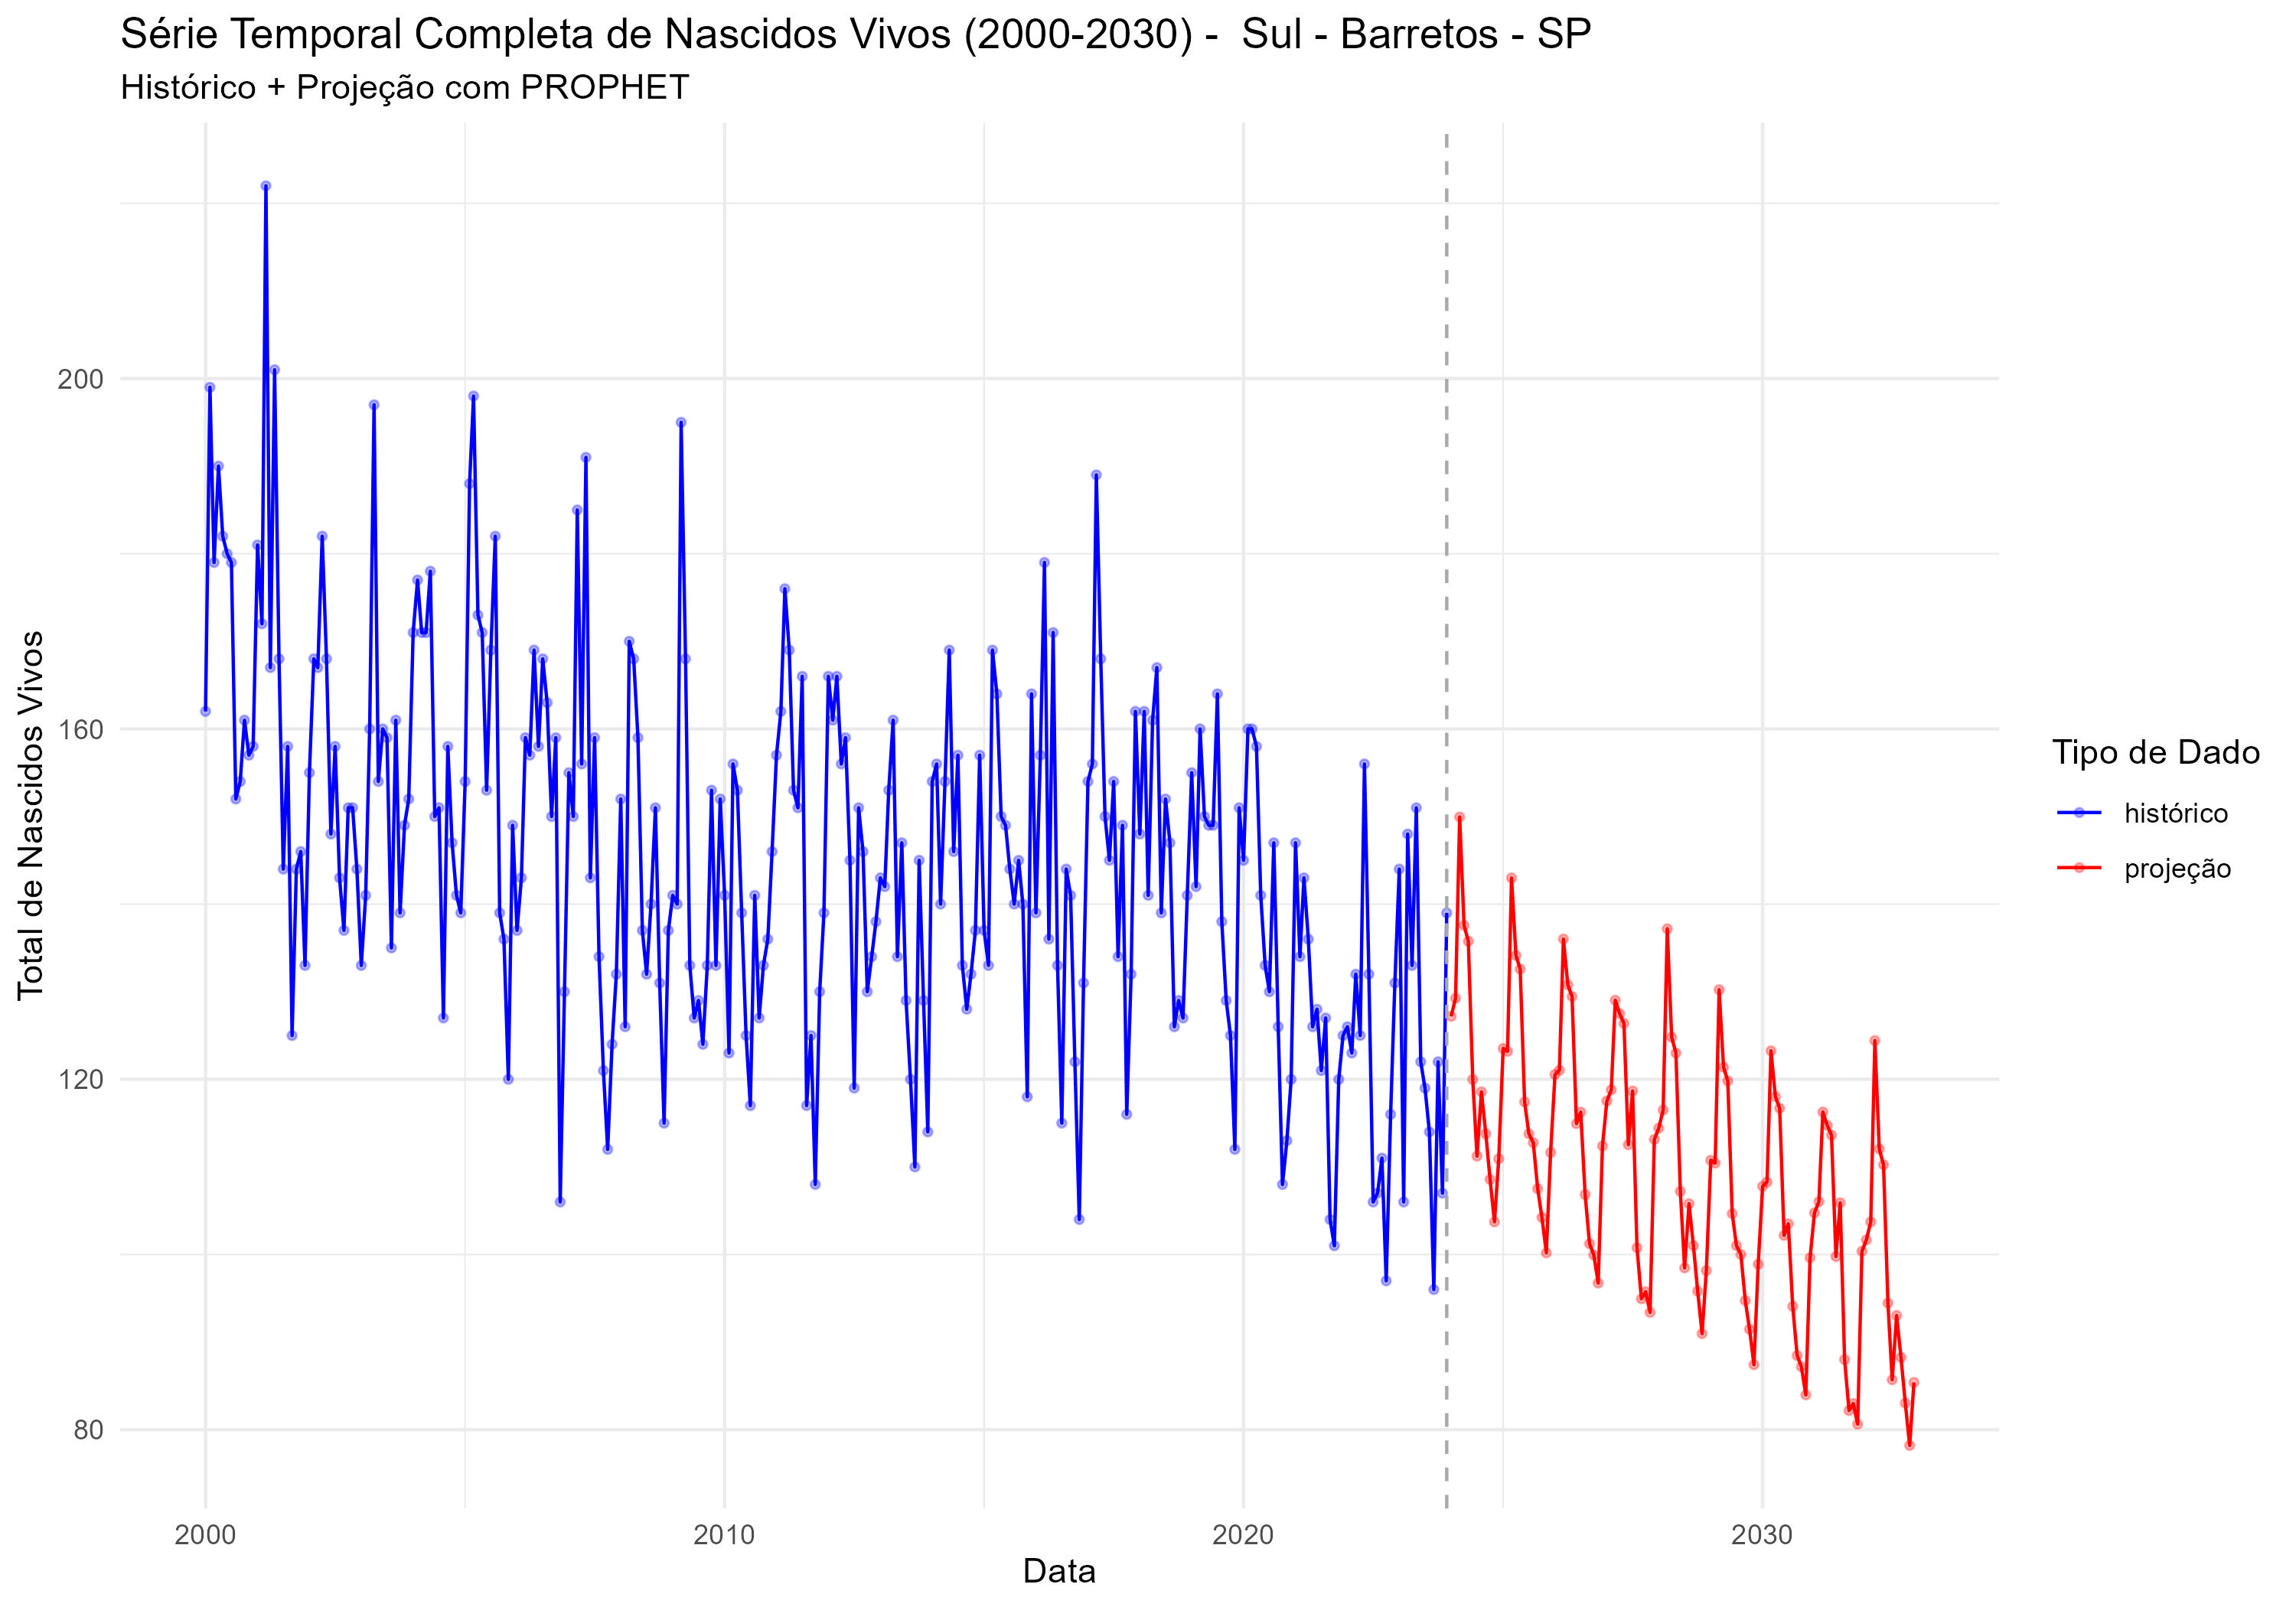 Série Temporal Completa de Nascidos Vivos (2000-2030) -  Sul - Barretos - SP
Histórico + Projeção com PROPHET
Total de Nascidos Vivos
200
160
120
80
2000
2010
2020
2030
Data
Tipo de Dado
histórico
projeção